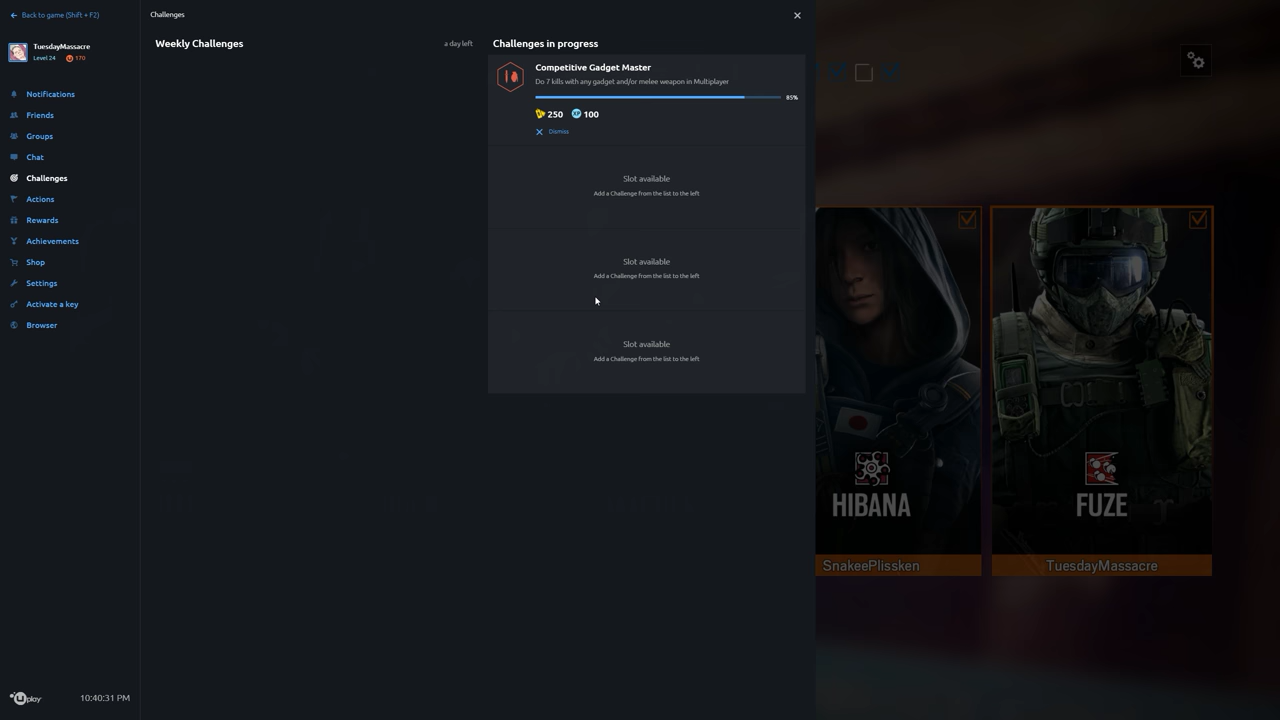 Back to game (Shift + F2)
TuesdayMassacre
Level 24
170
Notifications
Friends
Groups
Chat
Challenges
Actions
Rewards
Achievements
Shop
Settings
Activate a key
Browser
uplay
10:40:31 PM
Challenges
Weekly Challenges
a day left
Challenges in progress
Competitive Gadget Master
Do 7 kills with any gadget and/or melee weapon in Multiplayer
85%
250
XP 100
Dismiss
Slot available
Add a Challenge from the list to the left
Slot available
Add a Challenge from the list to the left
Slot available
Add a Challenge from the list to the left
HIBANA
SnakeePlissken
FUZE
TuesdayMassacre